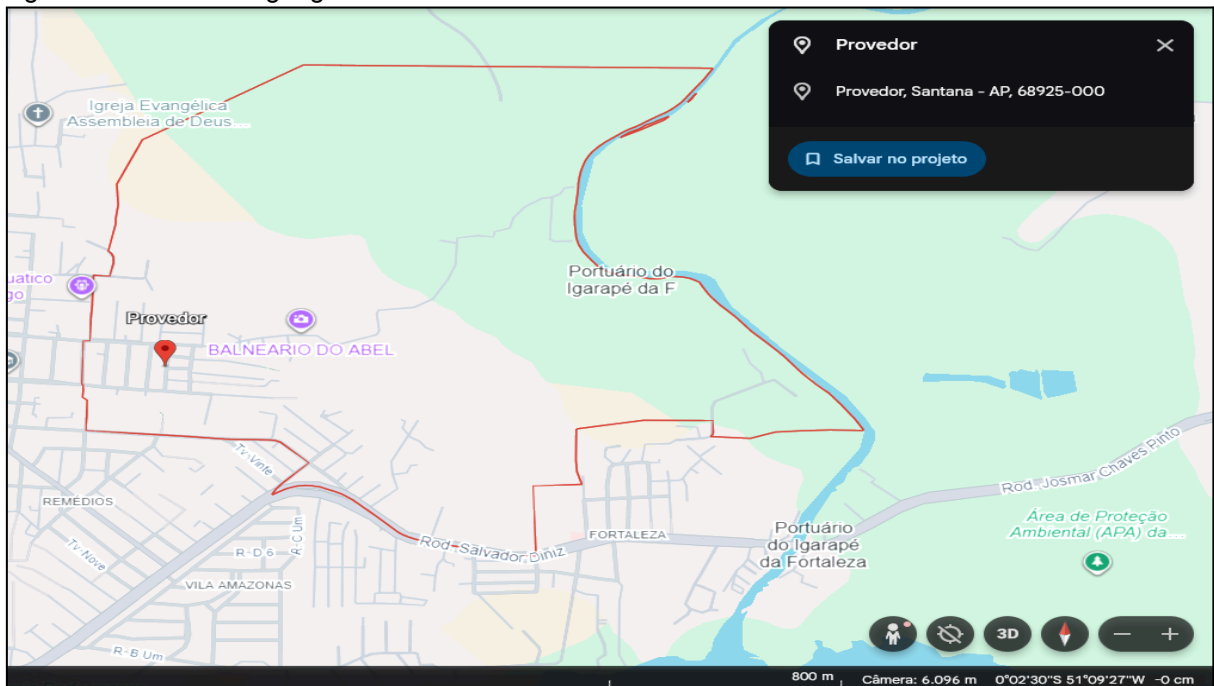 Provedor
Provedor, Santana - AP, 68925-000
Salvar no projeto
Igreja Evangélica
Assembleia de Deus...
Portuário do
Igarapé da F
Provedor
BALNEARIO DO ABEL
Tv. Vinte
REMÉDIOS
Tv. Nove
R-D 6
R-C Um
VILA AMAZONAS
R-B Um
Rod. Salvador Diniz
FORTALEZA
Portuário
do Igarapé
da Fortaleza
Rod. Josmar Chaves Pinto
Área de Proteção
Ambiental (APA) da...
3D
800 m
Câmera: 6.096 m
0°02'30"S 51°09'27"W
-0 cm